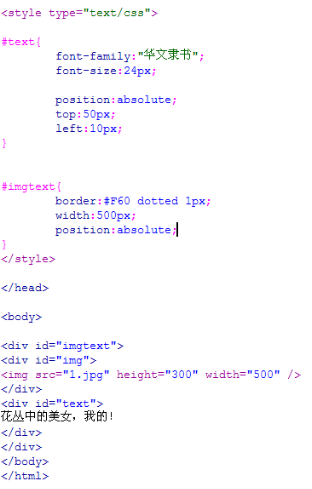 <style type="text/css">
#text{
font-family:"华文隶书";
font-size:24px;
position:absolute;
top:50px;
left:10px;
}
#imgtext{
border:#F60 dotted 1px;
width:500px;
position:absolute;
}
</style>
</head>
<body>
<div id="imgtext">
<div id="img">
<img src="1.jpg" height="300" width="500" />
</div>
<div id="text">
花丛中的美女，我的!
</div>
</div>
</body>
</html>